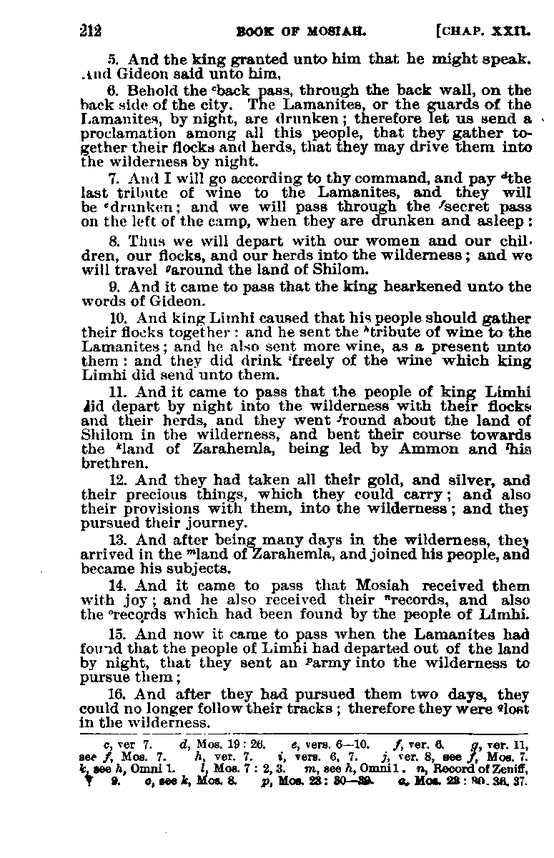 212 BOOK OF MOSIAH. [CHAP. XXII.
5. And the king granted unto him that he might speak.
And Gideon said unto him,
6. Behold the ᶜback pass, through the back wall, on the
back side of the city. The Lamanites, or the guards of the
Lamanites, by night, are drunken; therefore let us send a
proclamation among all this people, that they gather to-
gether their flocks and herds, that they may drive them into
the wilderness by night.
7. And I will go according to thy command, and pay ᵈthe
last tribute of wine to the Lamanites, and they will
be ᵉdrunken; and we will pass through the ᶠsecret pass
on the left of the camp, when they are drunken and asleep:
8. Thus we will depart with our women and our chil-
dren, our flocks, and our herds into the wilderness; and we
will travel ᵍaround the land of Shilom.
9. And it came to pass that the king hearkened unto the
words of Gideon.
10. And king Limhi caused that his people should gather
their flocks together: and he sent the ʰtribute of wine to the
Lamanites; and he also sent more wine, as a present unto
them: and they did drink ⁱfreely of the wine which king
Limhi did send unto them.
11. And it came to pass that the people of king Limhi
did depart by night into the wilderness with their flocks
and their herds, and they went ʲround about the land of
Shilom in the wilderness, and bent their course towards
the ᵏland of Zarahemla, being led by Ammon and ˡhis
brethren.
12. And they had taken all their gold, and silver, and
their precious things, which they could carry; and also
their provisions with them, into the wilderness; and they
pursued their journey.
13. And after being many days in the wilderness, they
arrived in the ᵐland of Zarahemla, and joined his people, and
became his subjects.
14. And it came to pass that Mosiah received them
with joy; and he also received their ⁿrecords, and also
the ᵒrecords which had been found by the people of Limhi.
15. And now it came to pass when the Lamanites had
found that the people of Limhi had departed out of the land
by night, that they sent an ᵖarmy into the wilderness to
pursue them;
16. And after they had pursued them two days, they
could no longer follow their tracks; therefore they were qlost
in the wilderness.
c, ver 7. d, Mos. 19: 26. e, vers. 6—10. f, ver. 6. g, ver. 11,
see f, Mos. 7. h, ver. 7. i, vers. 6, 7. j, ver. 8, see f, Mos. 7.
k, see h, Omni 1. l, Mos. 7: 2, 3. m, see h, Omni 1. n, Record of Zeniff,
9. o, see k, Mos. 8. p, Mos. 23: 30—39. q, Mos. 23: 30, 36, 37.